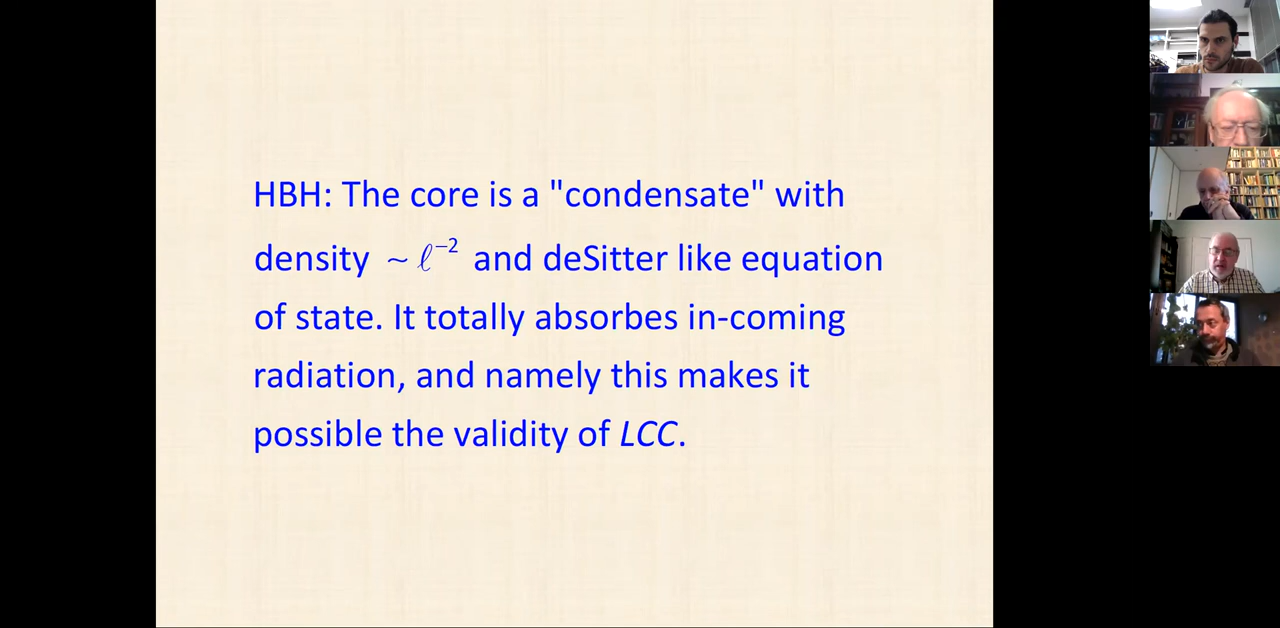 HBH: The core is a "condensate" with
density ~ ℓ⁻² and deSitter like equation
of state. It totally absorbes in-coming
radiation, and namely this makes it
possible the validity of LCC.